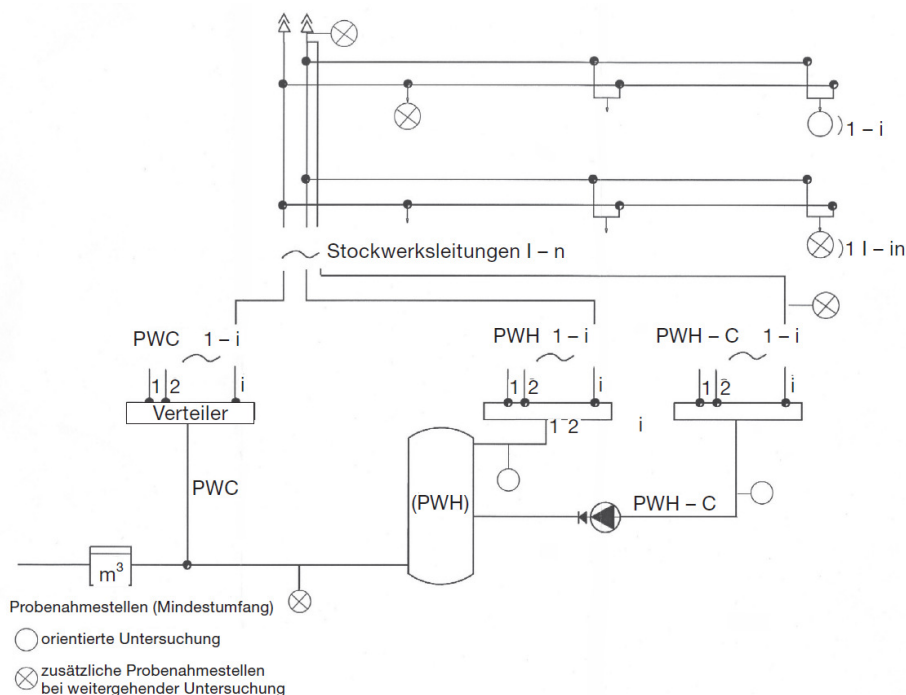 1 – i
1 I – in
Stockwerksleitungen I – n
PWC 1 – i
PWH 1 – i
PWH – C 1 – i
1 2 i
1 2 i
1 2 i
Verteiler
1 2 i
PWC
(PWH)
PWH – C
m³
Probenahmestellen (Mindestumfang)
orientierte Untersuchung
zusätzliche Probenahmestellen
bei weitergehender Untersuchung